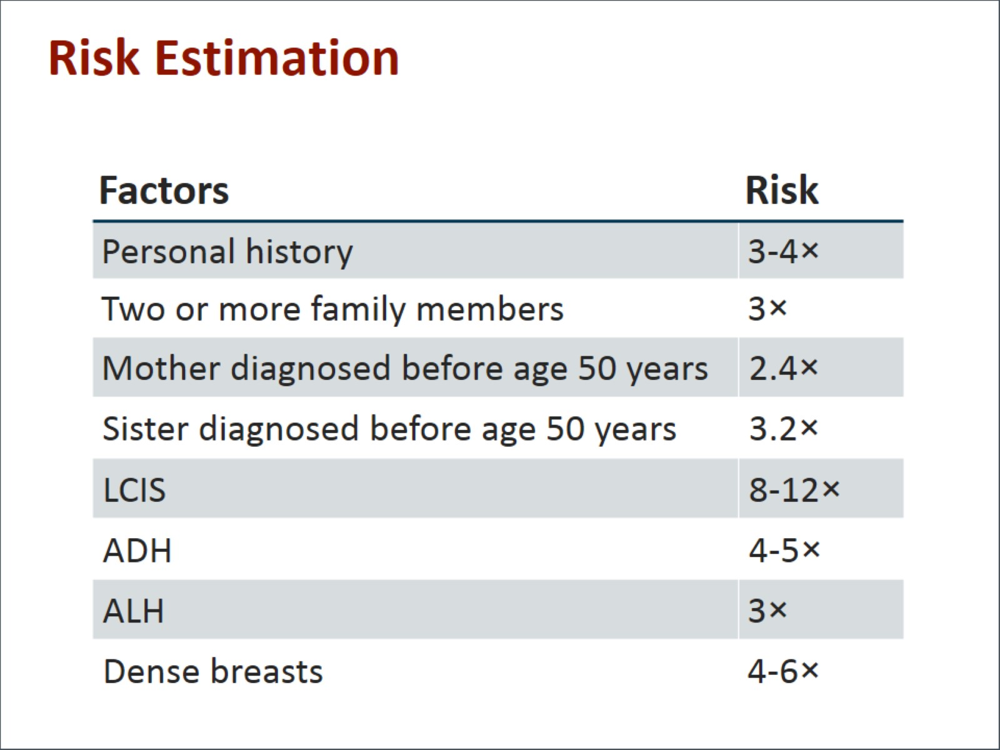 Risk Estimation
Factors Risk
Personal history 3-4×
Two or more family members 3×
Mother diagnosed before age 50 years 2.4×
Sister diagnosed before age 50 years 3.2×
LCIS 8-12×
ADH 4-5×
ALH 3×
Dense breasts 4-6×